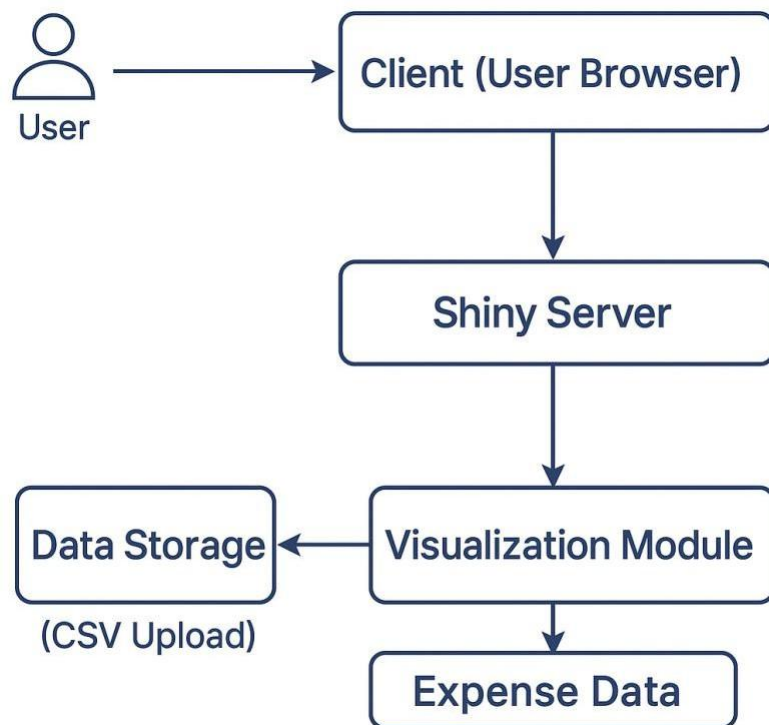 Client (User Browser)
User
Shiny Server
Data Storage
Visualization Module
(CSV Upload)
Expense Data